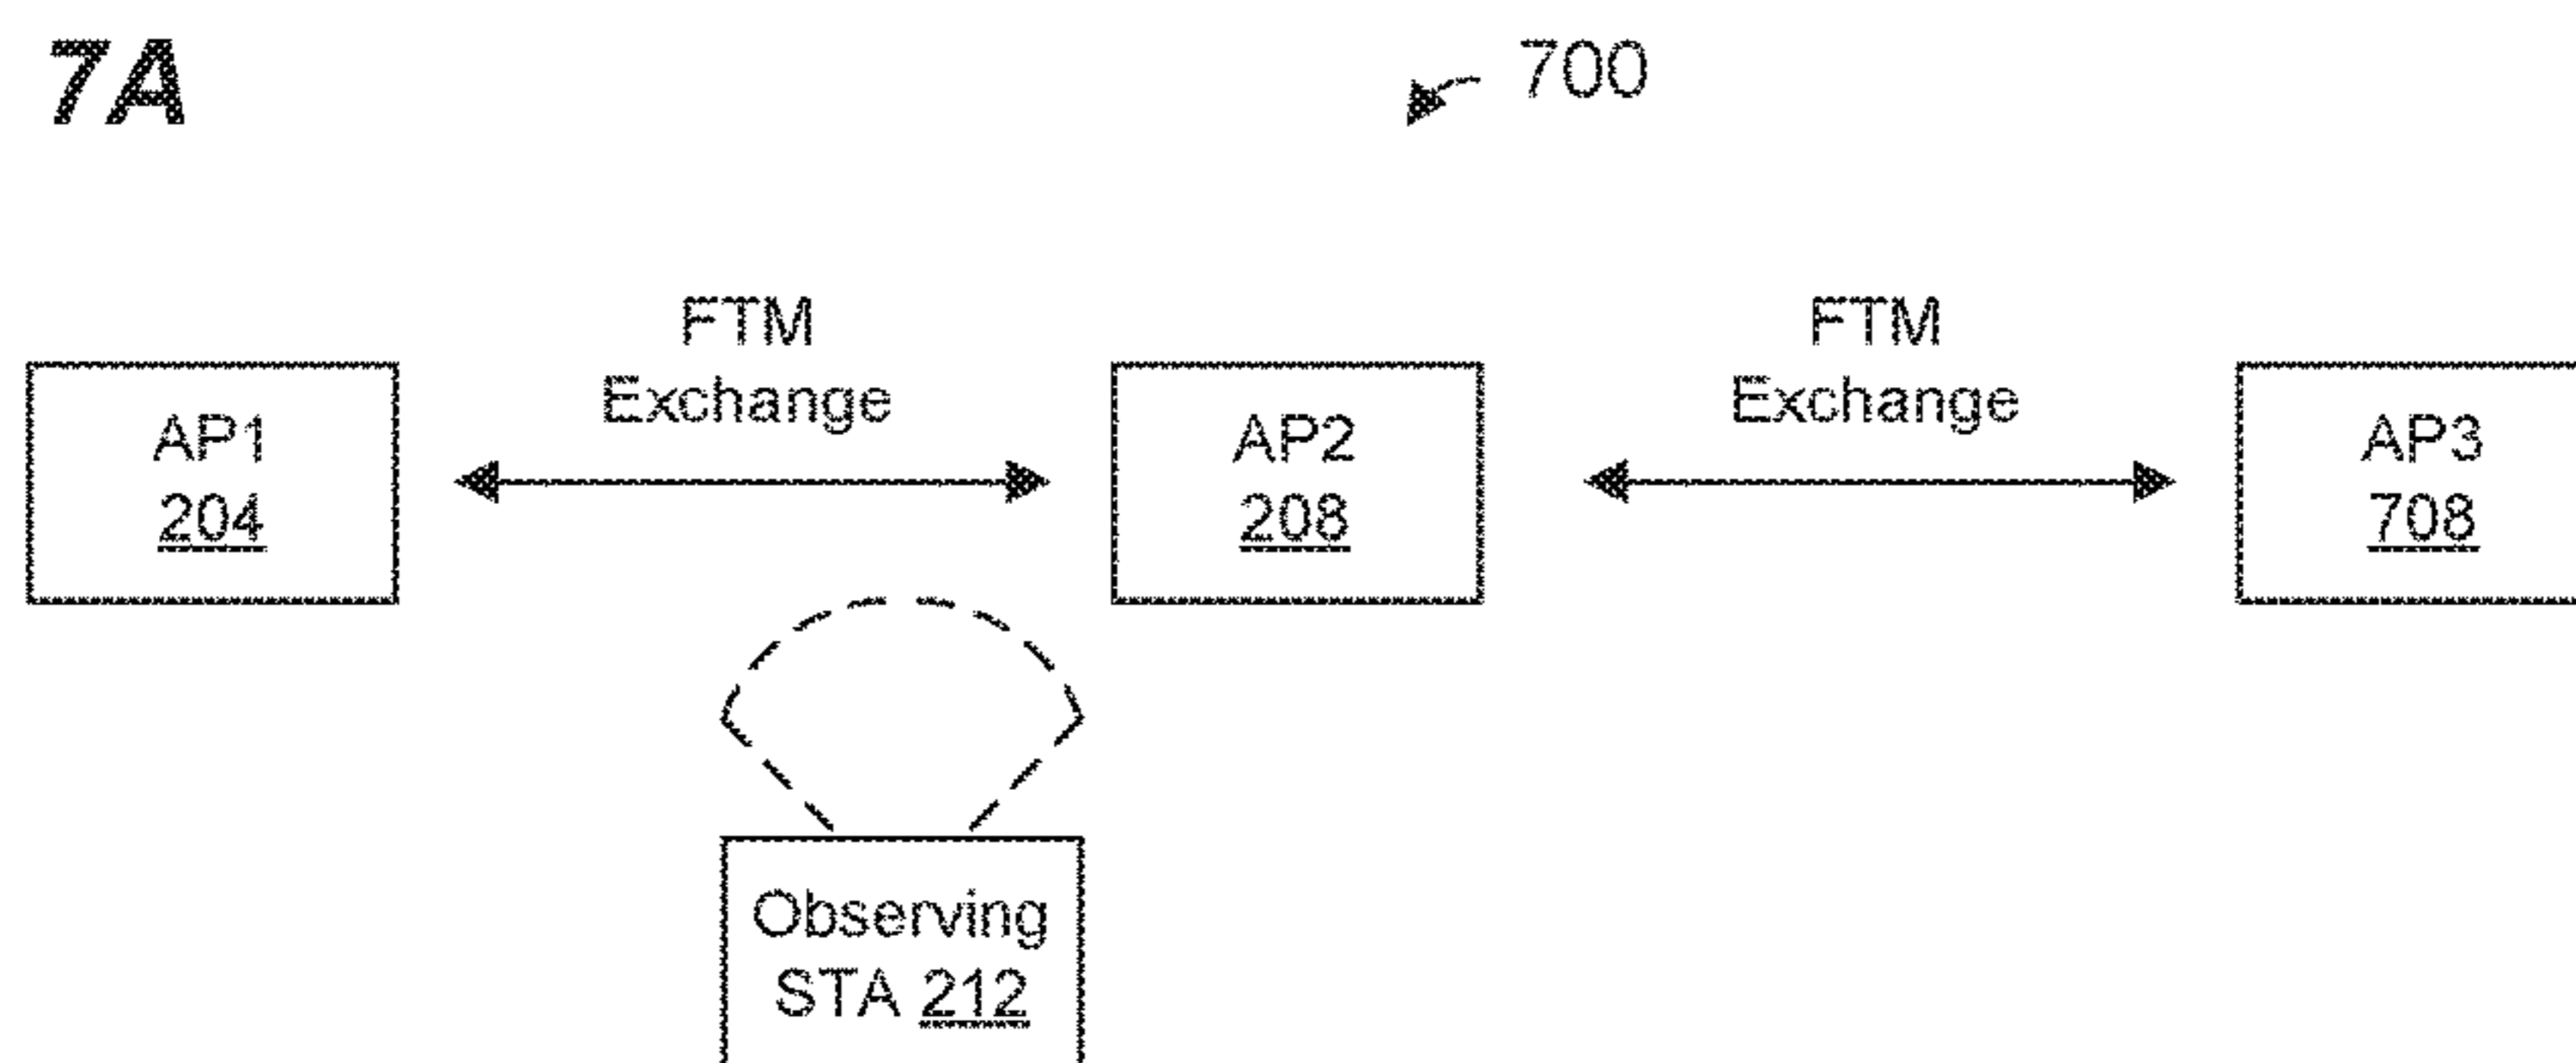 7A
700
FTM
Exchange
FTM
Exchange
AP1
204
AP2
208
AP3
708
Observing
STA 212